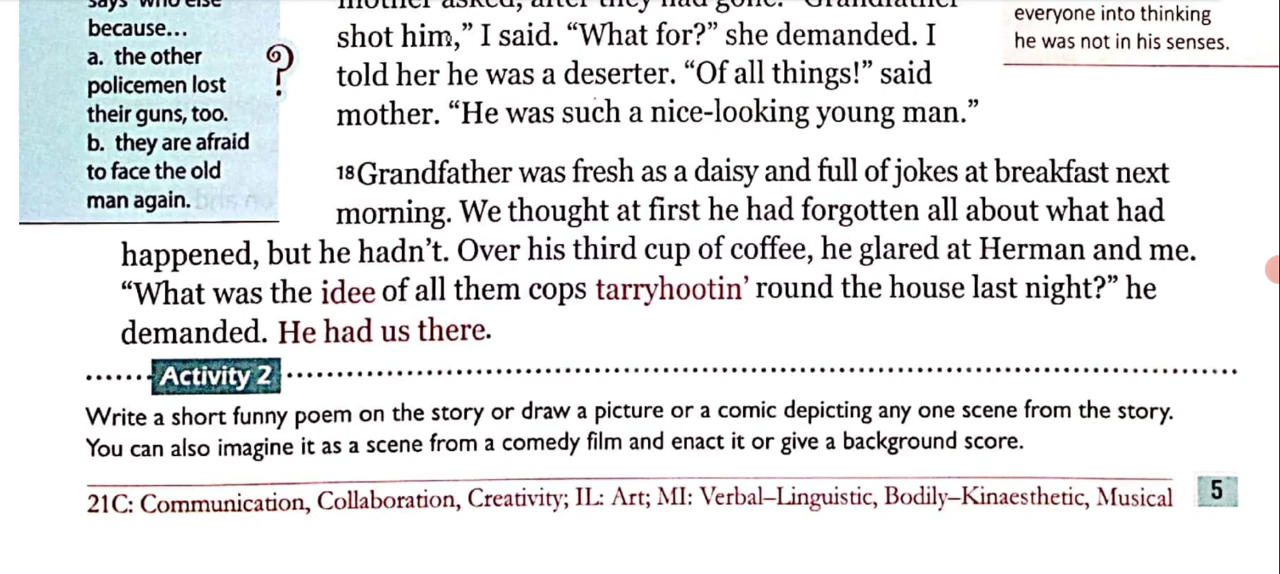 says who else
because...
a. the other
policemen lost
their guns, too.
b. they are afraid
to face the old
man again.
?
mother asked, after they had gone. "Grandfather
shot him," I said. "What for?" she demanded. I
told her he was a deserter. "Of all things!" said
mother. "He was such a nice-looking young man."
everyone into thinking
he was not in his senses.
18Grandfather was fresh as a daisy and full of jokes at breakfast next
morning. We thought at first he had forgotten all about what had
happened, but he hadn't. Over his third cup of coffee, he glared at Herman and me.
"What was the idee of all them cops tarryhootin' round the house last night?" he
demanded. He had us there.
Activity 2
Write a short funny poem on the story or draw a picture or a comic depicting any one scene from the story.
You can also imagine it as a scene from a comedy film and enact it or give a background score.
21C: Communication, Collaboration, Creativity; IL: Art; MI: Verbal–Linguistic, Bodily–Kinaesthetic, Musical
5